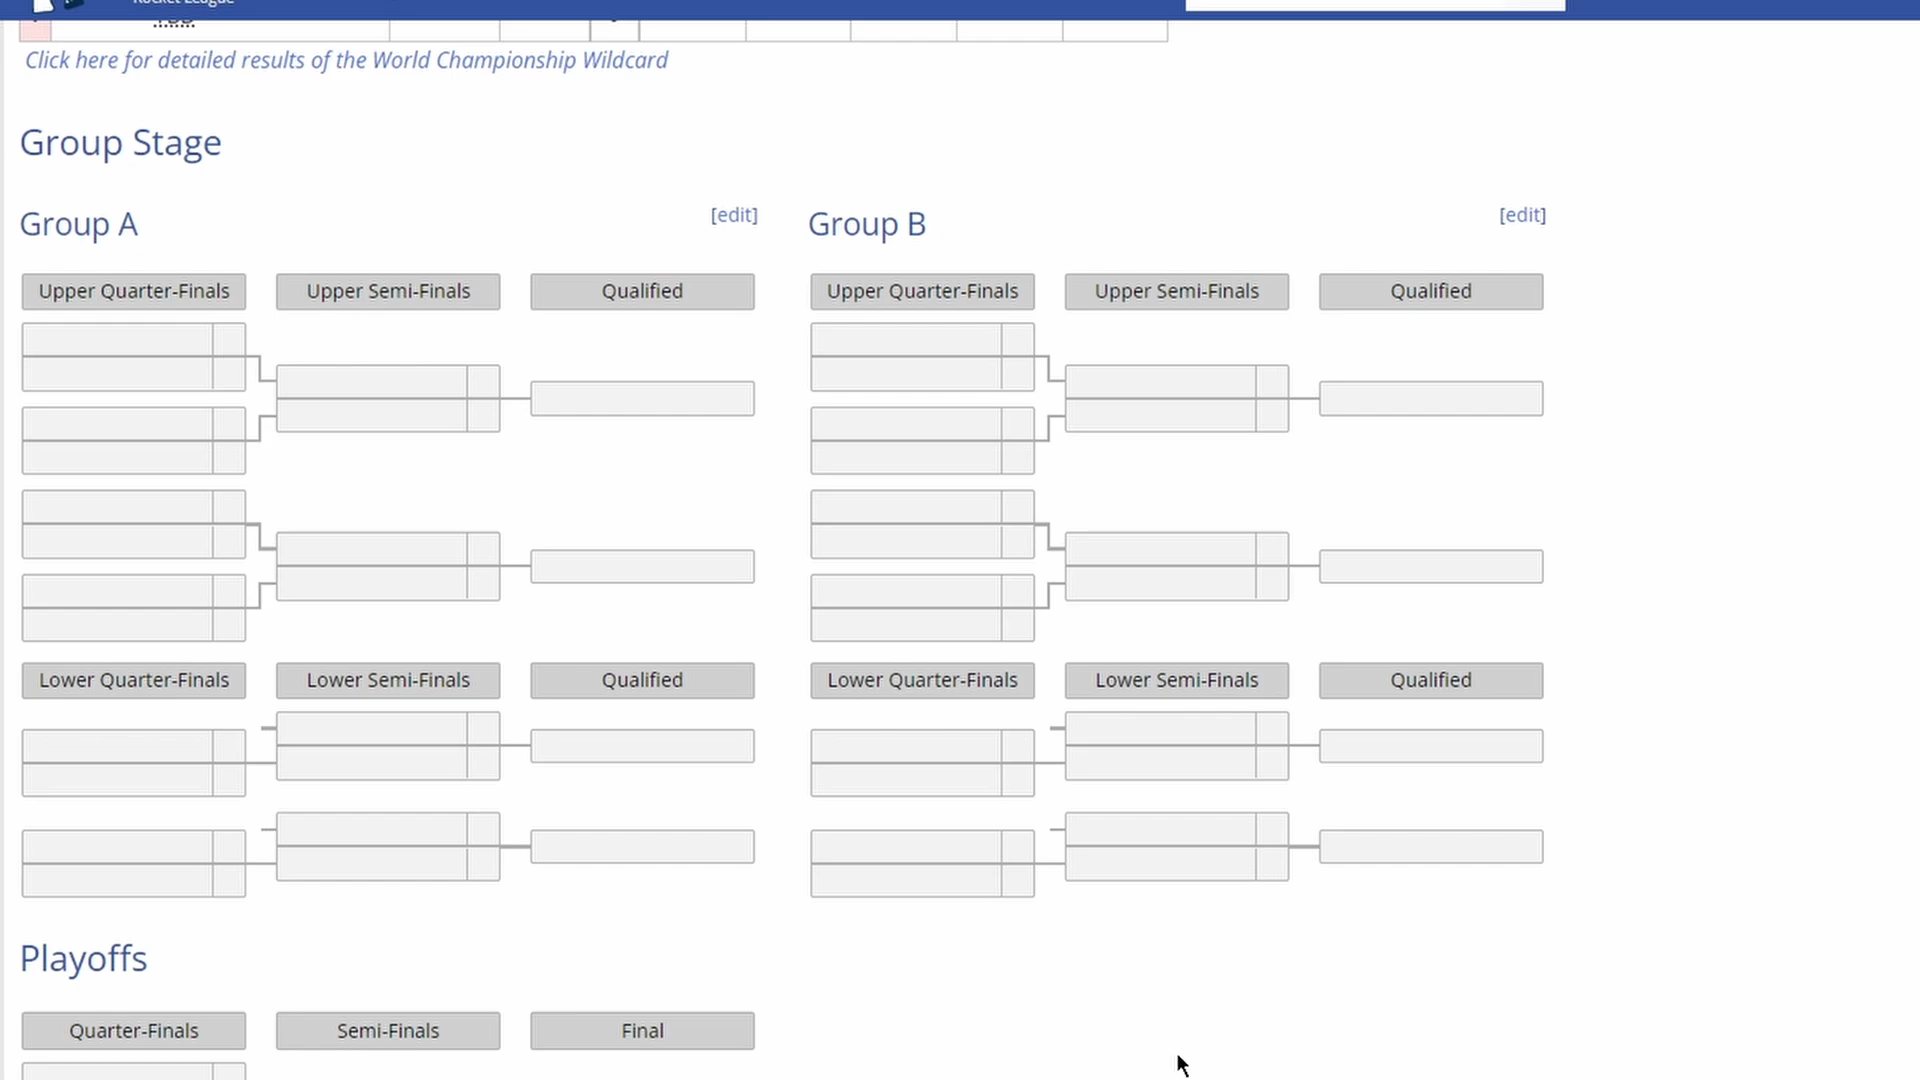 Rocket League
Click here for detailed results of the World Championship Wildcard
Group Stage
Group A
[edit]
Group B
[edit]
Upper Quarter-Finals
Upper Semi-Finals
Qualified
Upper Quarter-Finals
Upper Semi-Finals
Qualified
Lower Quarter-Finals
Lower Semi-Finals
Qualified
Lower Quarter-Finals
Lower Semi-Finals
Qualified
Playoffs
Quarter-Finals
Semi-Finals
Final